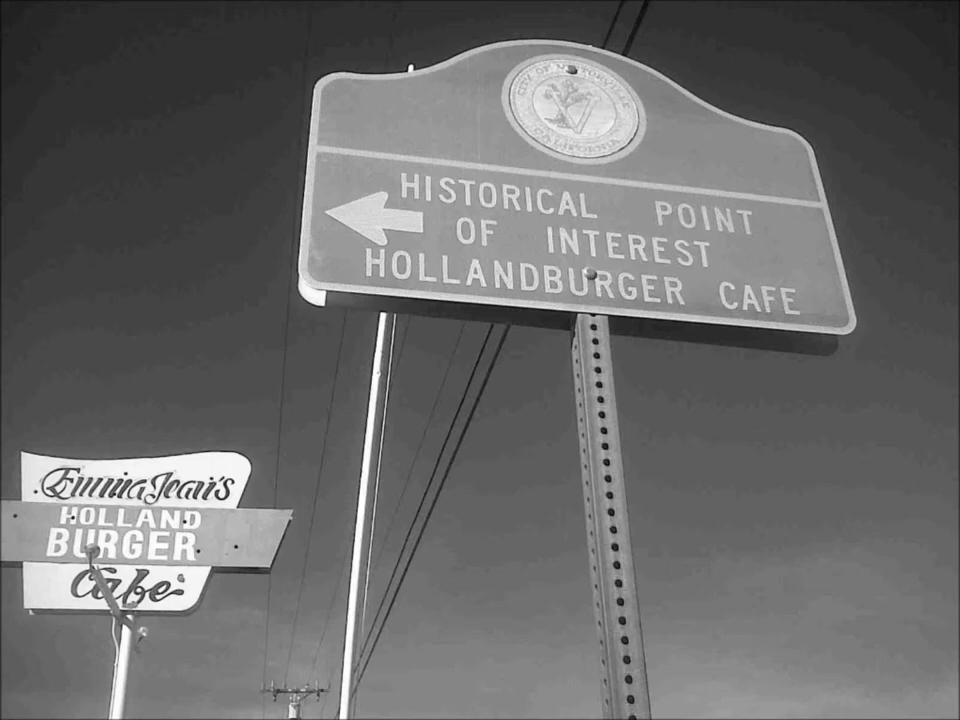 CITY OF VICTORVILLE
CALIFORNIA
HISTORICAL POINT
OF INTEREST
HOLLANDBURGER CAFE
Emma Jean's
HOLLAND
BURGER
Cafe